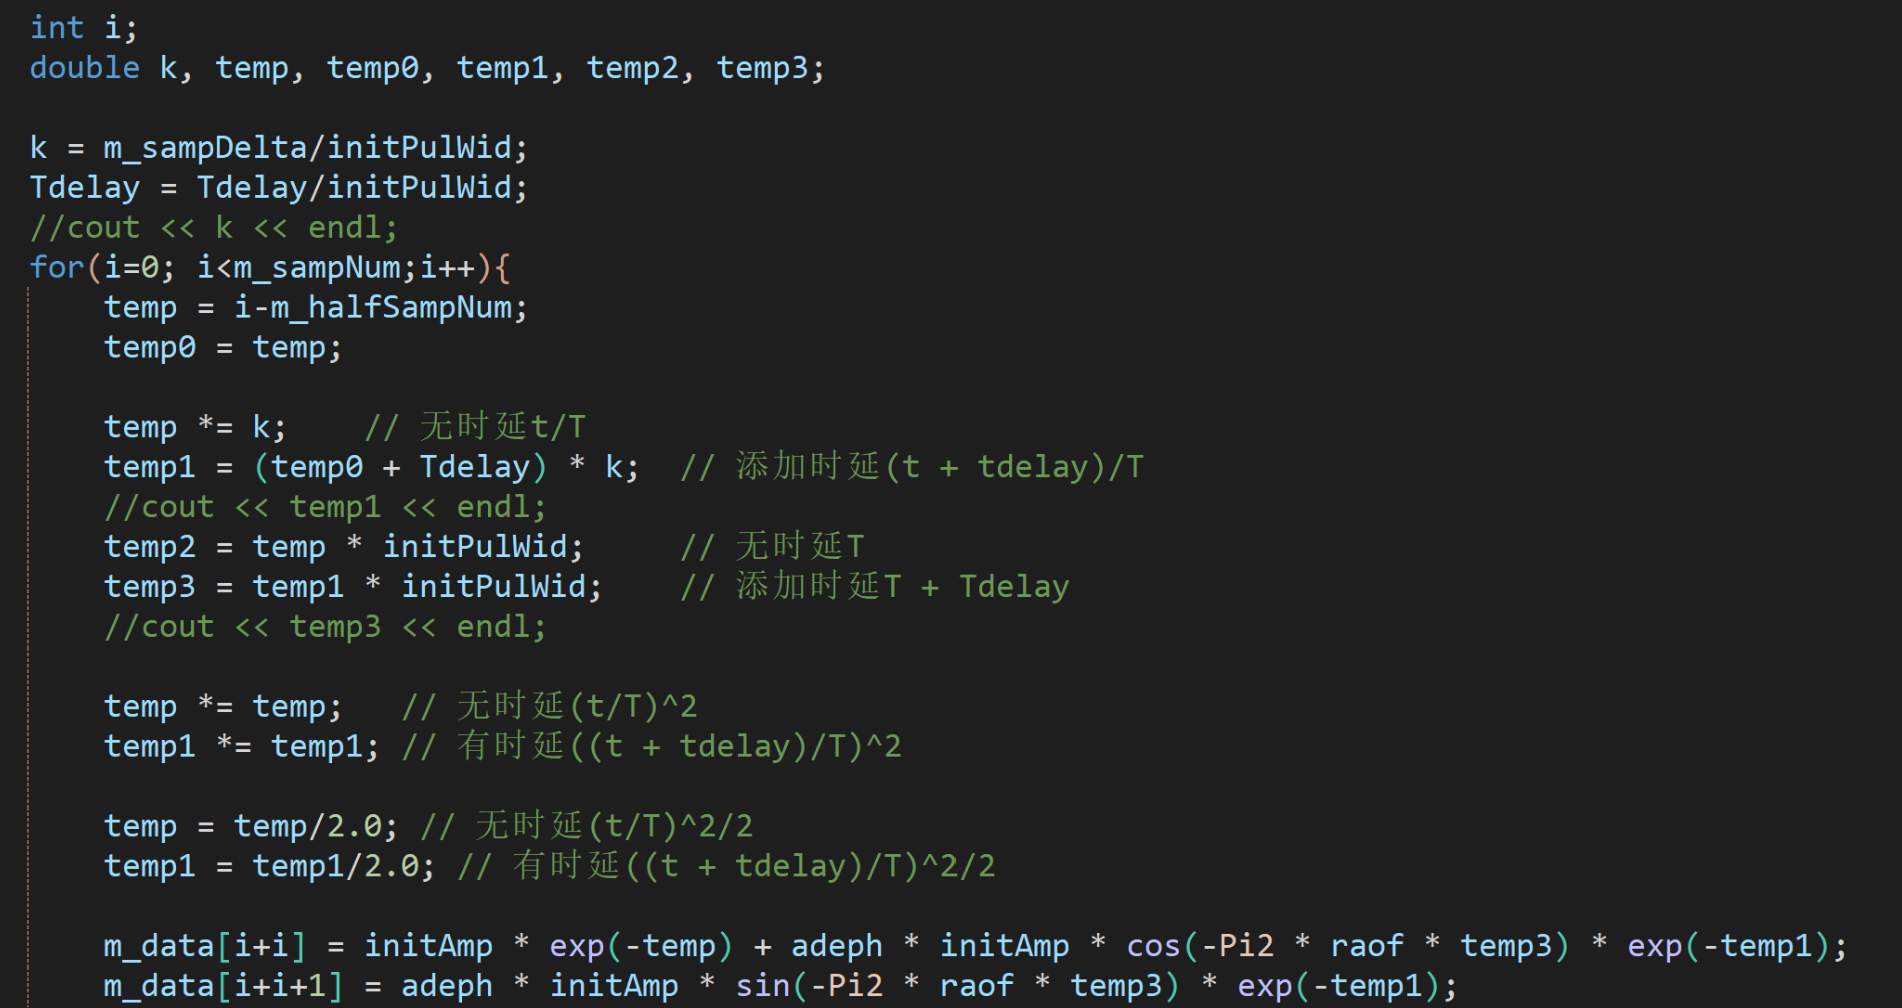 int i;
double k, temp, temp0, temp1, temp2, temp3;
k = m_sampDelta/initPulWid;
Tdelay = Tdelay/initPulWid;
//cout << k << endl;
for(i=0; i<m_sampNum;i++){
temp = i-m_halfSampNum;
temp0 = temp;
temp *= k;    // 无时延t/T
temp1 = (temp0 + Tdelay) * k;  // 添加时延(t + tdelay)/T
//cout << temp1 << endl;
temp2 = temp * initPulWid;     // 无时延T
temp3 = temp1 * initPulWid;    // 添加时延T + Tdelay
//cout << temp3 << endl;
temp *= temp;   // 无时延(t/T)^2
temp1 *= temp1; // 有时延((t + tdelay)/T)^2
temp = temp/2.0; // 无时延(t/T)^2/2
temp1 = temp1/2.0; // 有时延((t + tdelay)/T)^2/2
m_data[i+i] = initAmp * exp(-temp) + adeph * initAmp * cos(-Pi2 * raof * temp3) * exp(-temp1);
m_data[i+i+1] = adeph * initAmp * sin(-Pi2 * raof * temp3) * exp(-temp1);